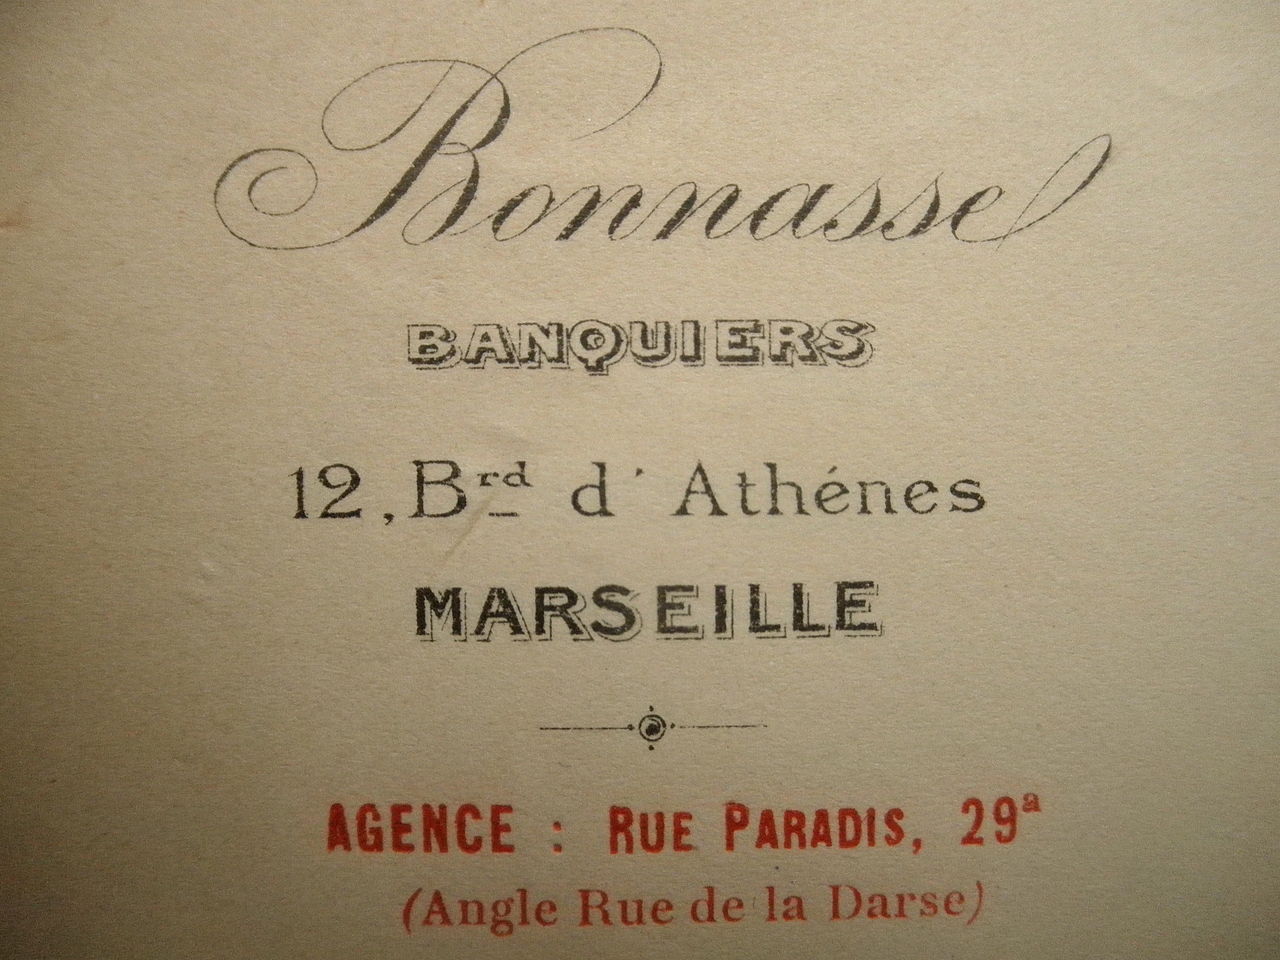 Bonnasse
BANQUIERS
12, Brd d'Athénes
MARSEILLE
AGENCE : RUE PARADIS, 29a
(Angle Rue de la Darse)